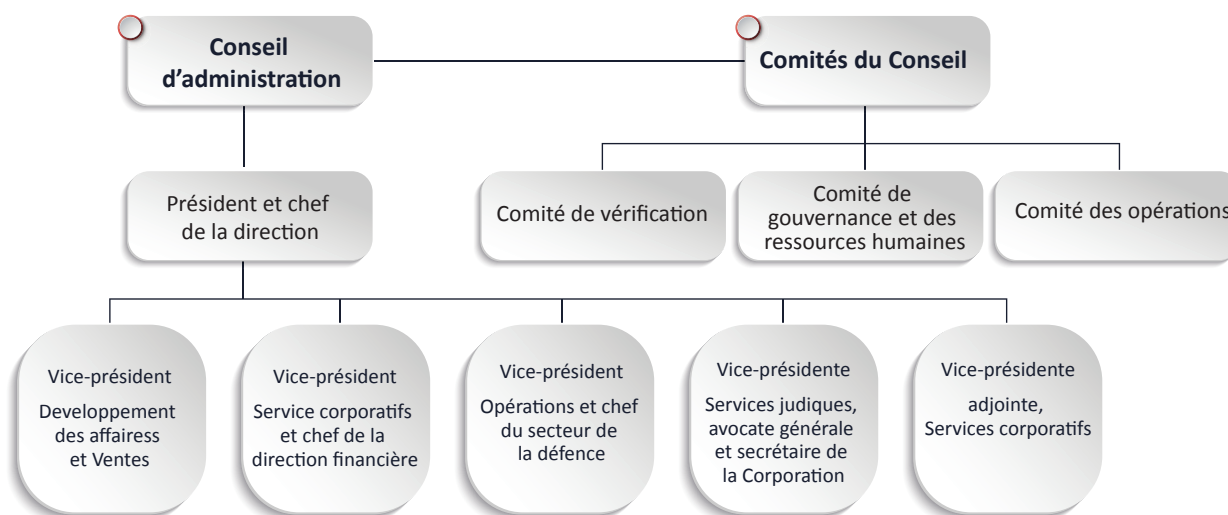 Conseil
d’administration
Comités du Conseil
Président et chef
de la direction
Comité de vérification
Comité de
gouvernance et des
ressources humaines
Comité des opérations
Vice-président
Developpement
des affairess
et Ventes
Vice-président
Service corporatifs
et chef de la
direction financière
Vice-président
Opérations et chef
du secteur de
la défence
Vice-présidente
Services judiques,
avocate générale
et secrétaire de
la Corporation
Vice-présidente
adjointe,
Services corporatifs